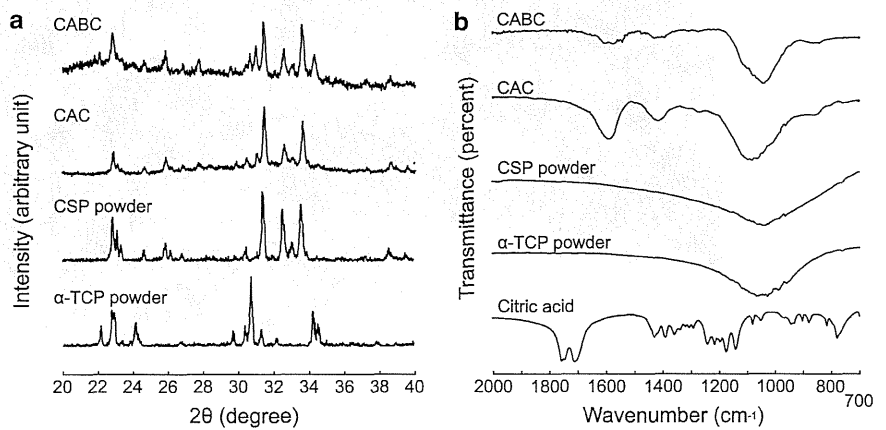 a
CABC
CAC
CSP powder
α-TCP powder
Intensity (arbitrary unit)
20 22 24 26 28 30 32 34 36 38 40
2θ (degree)
b
CABC
CAC
CSP powder
α-TCP powder
Citric acid
Transmittance (percent)
2000 1800 1600 1400 1200 1000 800 700
Wavenumber (cm-1)